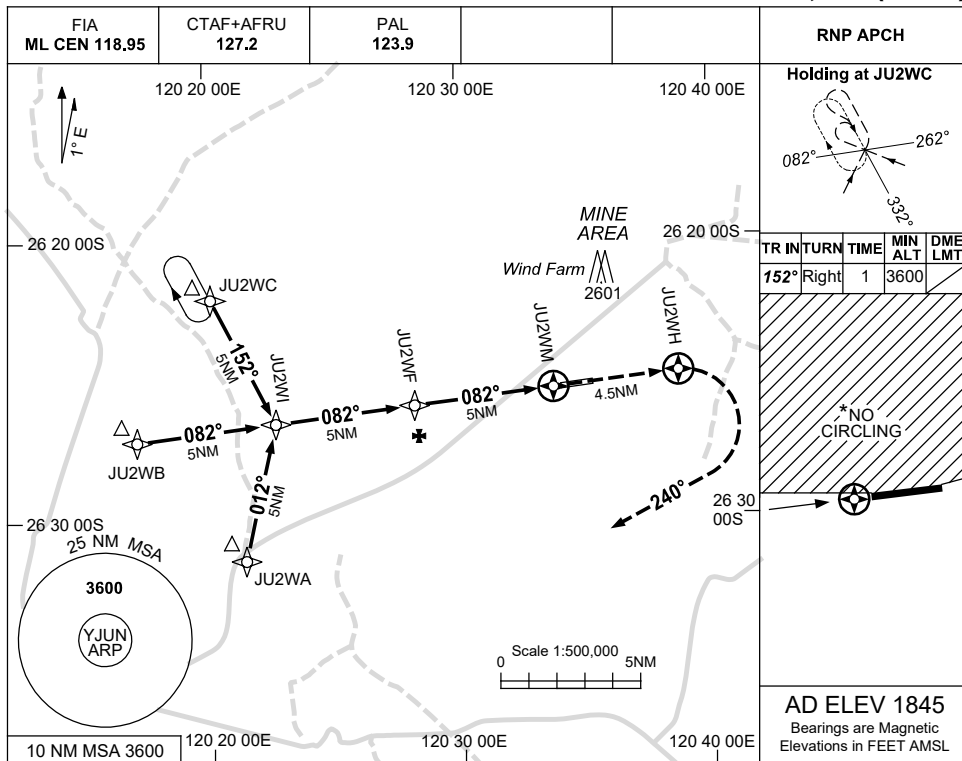 FIA
ML CEN 118.95
CTAF+AFRU
127.2
PAL
123.9
RNP APCH
120 20 00E
120 30 00E
120 40 00E
1° E
Holding at JU2WC
082°
262°
332°
TR IN TURN TIME MIN ALT DME LMT
152° Right 1 3600
26 20 00S
26 20 00S
MINE
AREA
Wind Farm
2601
JU2WC
152°
5NM
JU2WI
JU2WF
JU2WM
JU2WH
082°
5NM
JU2WB
082°
5NM
082°
5NM
4.5NM
012°
5NM
JU2WA
240°
26 30
00S
26 30 00S
*NO
CIRCLING
25 NM MSA
3600
YJUN
ARP
Scale 1:500,000
0 5NM
10 NM MSA 3600
120 20 00E
120 30 00E
120 40 00E
AD ELEV 1845
Bearings are Magnetic
Elevations in FEET AMSL